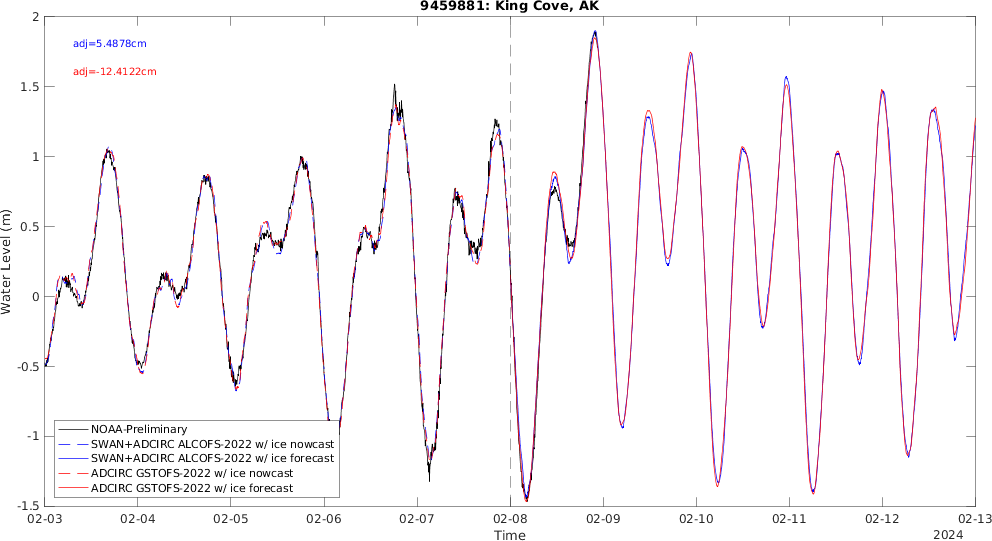 9459881: King Cove, AK
adj=5.4878cm
adj=-12.4122cm
2
1.5
1
0.5
0
-0.5
-1
-1.5
Water Level (m)
NOAA-Preliminary
SWAN+ADCIRC ALCOFS-2022 w/ ice nowcast
SWAN+ADCIRC ALCOFS-2022 w/ ice forecast
ADCIRC GSTOFS-2022 w/ ice nowcast
ADCIRC GSTOFS-2022 w/ ice forecast
02-03 02-04 02-05 02-06 02-07 02-08 02-09 02-10 02-11 02-12 02-13
Time
2024